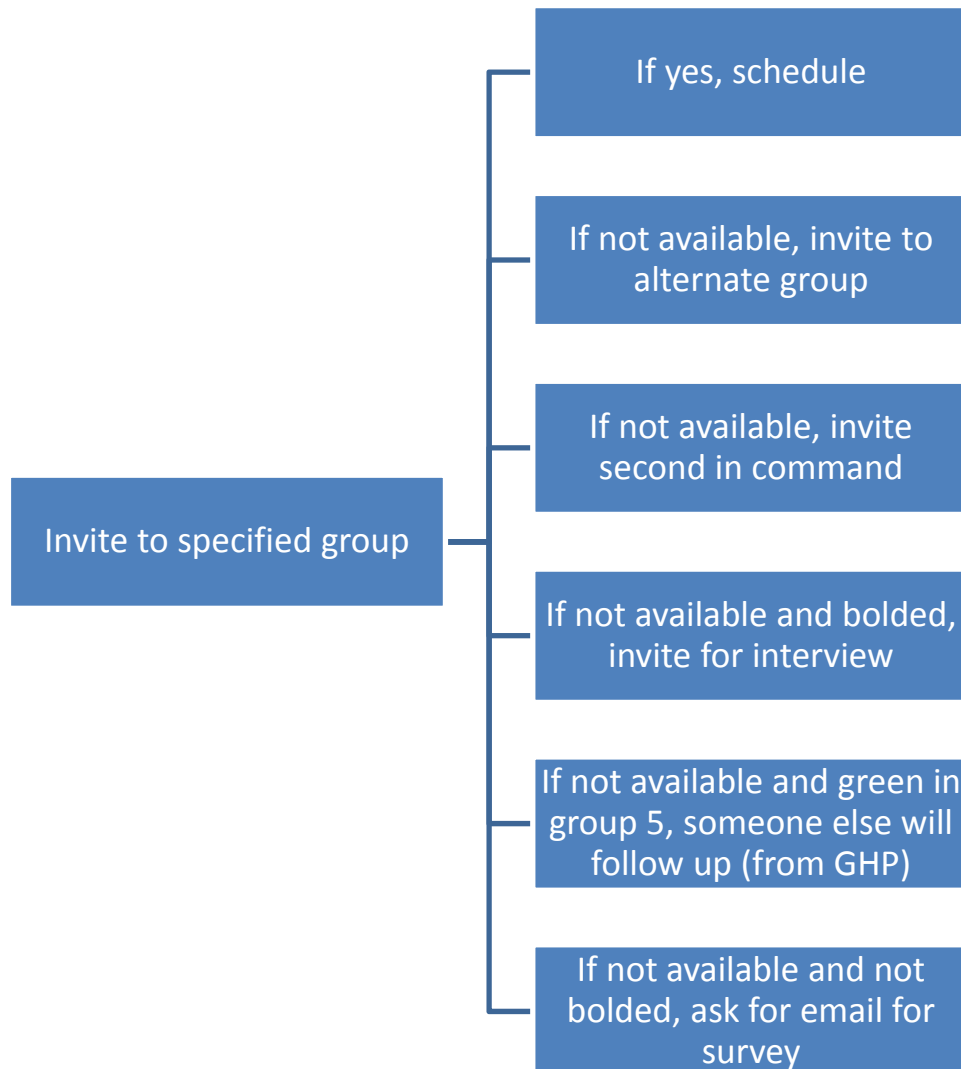 If yes, schedule
If not available, invite to
alternate group
If not available, invite
second in command
Invite to specified group
If not available and bolded,
invite for interview
If not available and green in
group 5, someone else will
follow up (from GHP)
If not available and not
bolded, ask for email for
survey